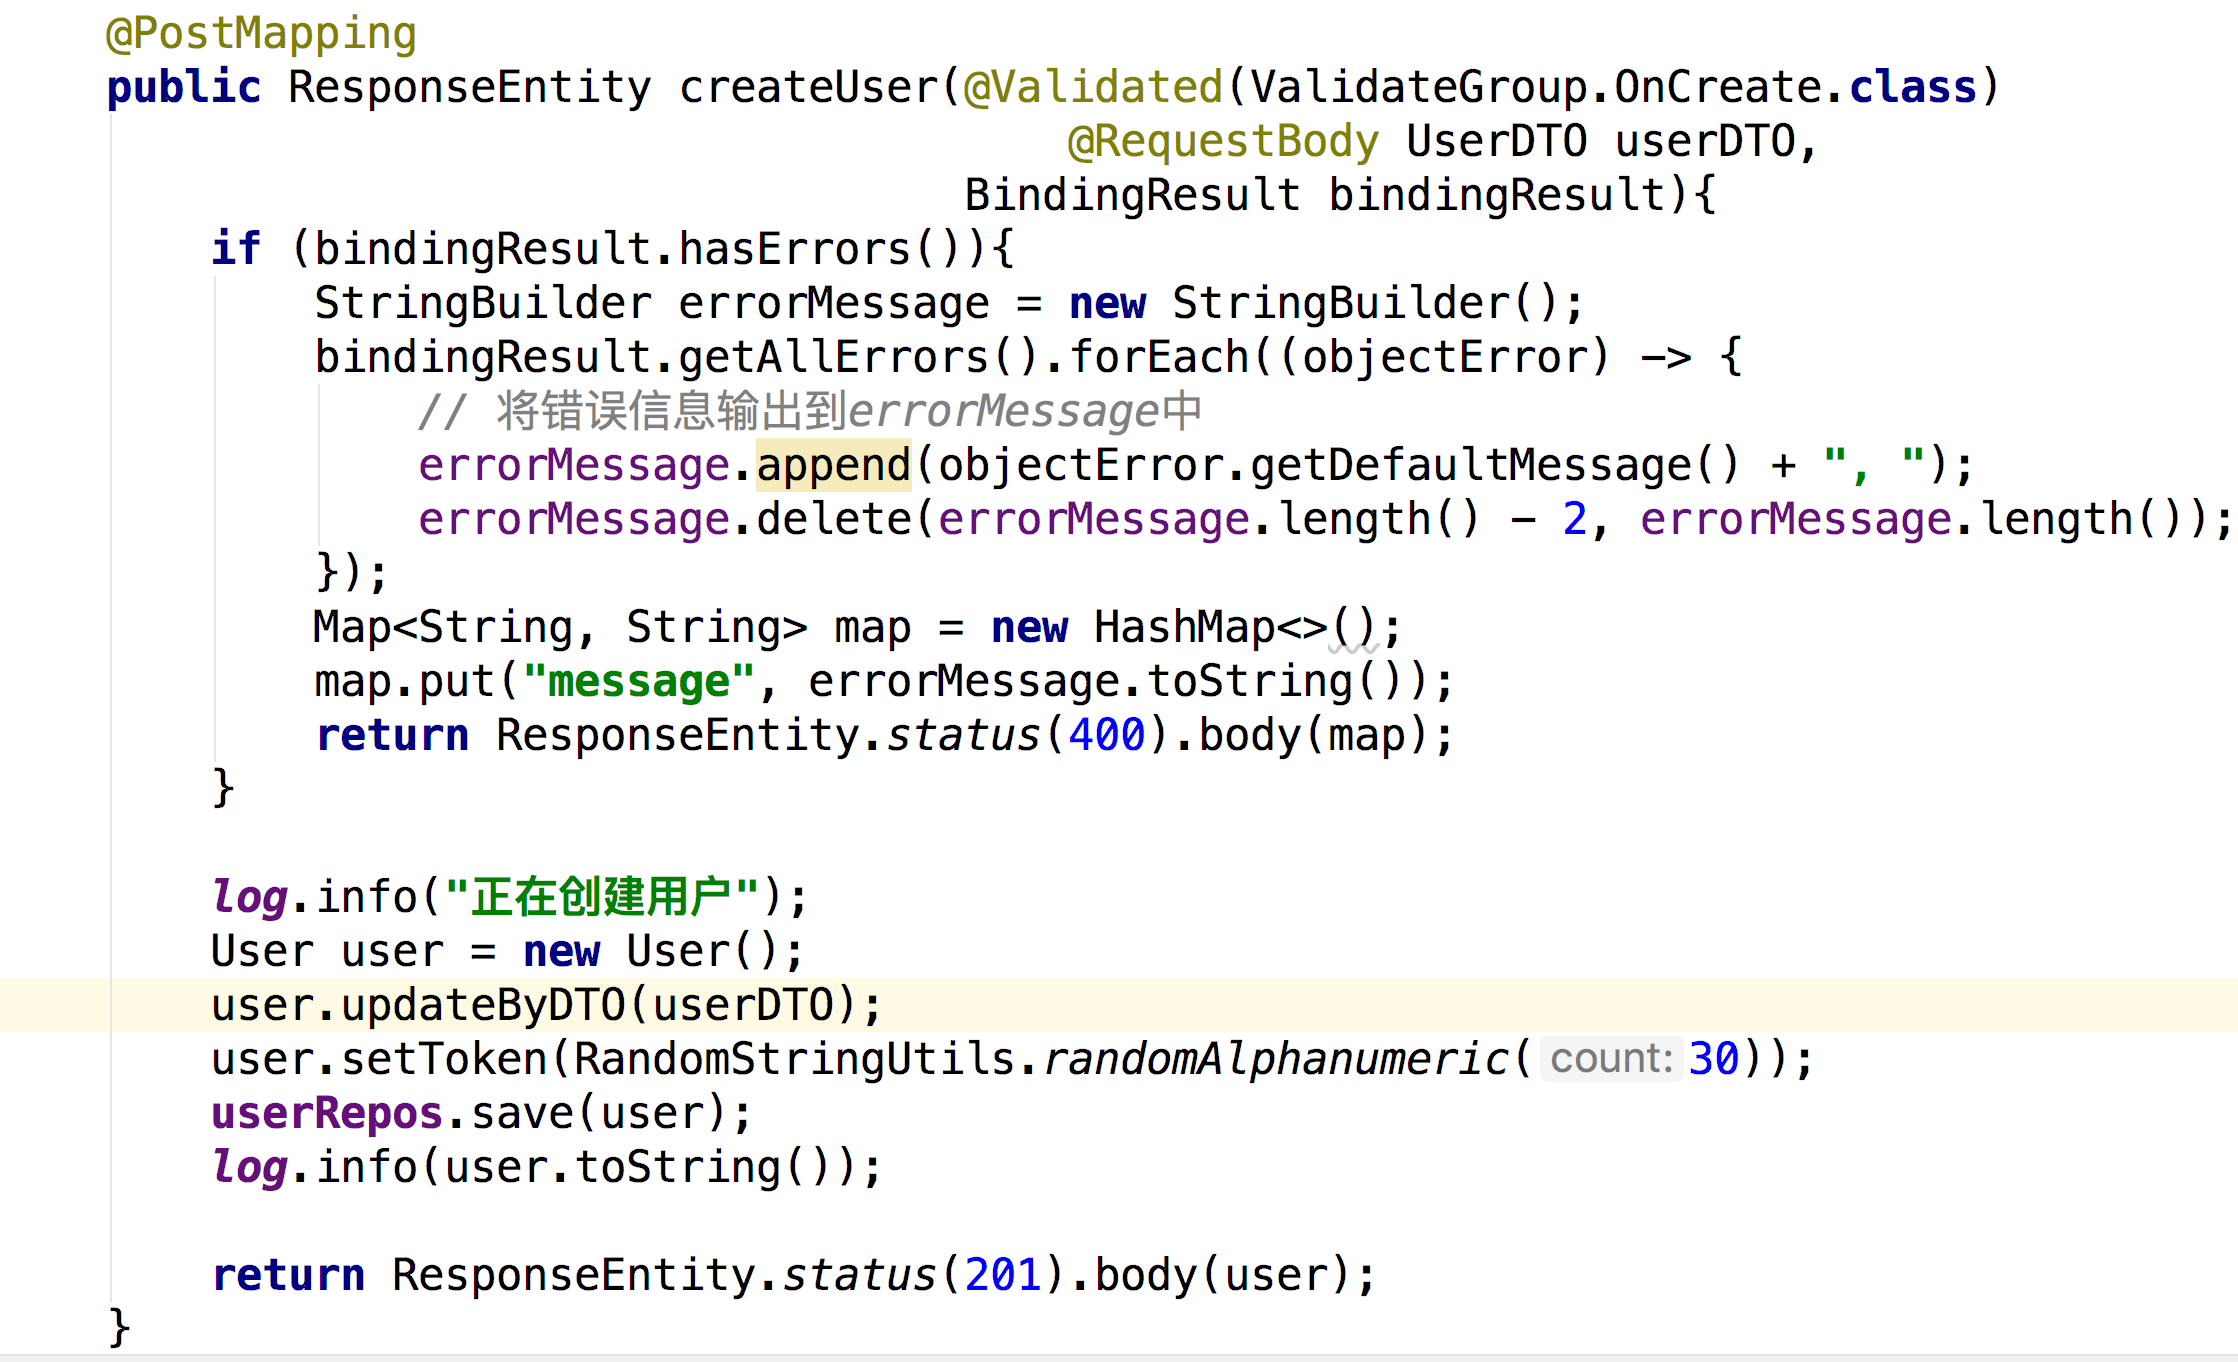 @PostMapping
public ResponseEntity createUser(@Validated(ValidateGroup.OnCreate.class)
@RequestBody UserDTO userDTO,
BindingResult bindingResult){
if (bindingResult.hasErrors()){
StringBuilder errorMessage = new StringBuilder();
bindingResult.getAllErrors().forEach((objectError) -> {
// 将错误信息输出到errorMessage中
errorMessage.append(objectError.getDefaultMessage() + ", ");
errorMessage.delete(errorMessage.length() - 2, errorMessage.length());
});
Map<String, String> map = new HashMap<>();
map.put("message", errorMessage.toString());
return ResponseEntity.status(400).body(map);
}
log.info("正在创建用户");
User user = new User();
user.updateByDTO(userDTO);
user.setToken(RandomStringUtils.randomAlphanumeric( count: 30));
userRepos.save(user);
log.info(user.toString());
return ResponseEntity.status(201).body(user);
}